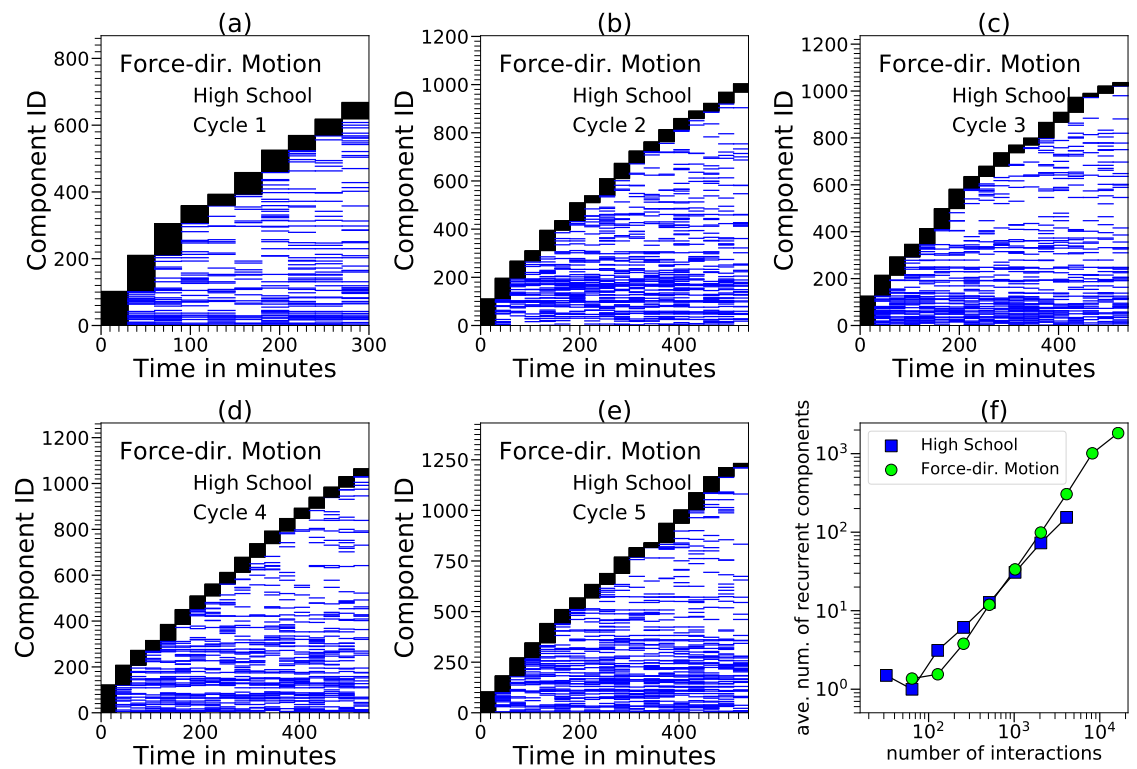 (a)
Component ID
800
600
400
200
0
Force-dir. Motion
High School
Cycle 1
0 100 200 300
Time in minutes
(b)
Component ID
1200
1000
800
600
400
200
0
Force-dir. Motion
High School
Cycle 2
0 200 400
Time in minutes
(c)
Component ID
1200
1000
800
600
400
200
0
Force-dir. Motion
High School
Cycle 3
0 200 400
Time in minutes
(d)
Component ID
1200
1000
800
600
400
200
0
Force-dir. Motion
High School
Cycle 4
0 200 400
Time in minutes
(e)
Component ID
1250
1000
750
500
250
0
Force-dir. Motion
High School
Cycle 5
0 200 400
Time in minutes
(f)
ave. num. of recurrent components
10³
10²
10¹
10⁰
High School
Force-dir. Motion
10² 10³ 10⁴
number of interactions